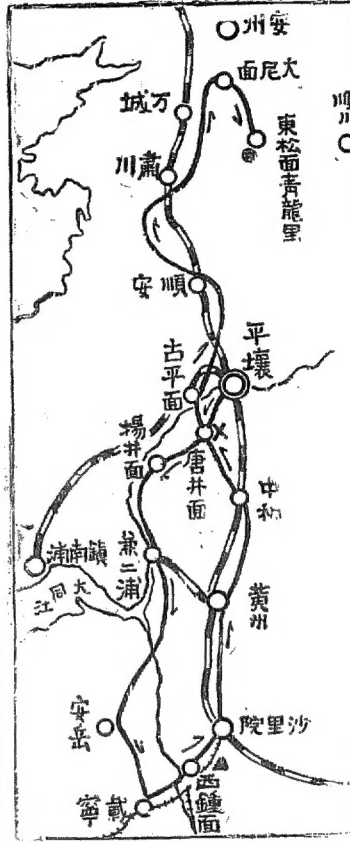 安州
大尼面
万城
東松面青龍里
肅川
順安
平壤
古平面
楊井面
唐井面
中和
兼二浦
鎮南浦
大同江
黄州
安岳
沙里院
西鍾面
載寧